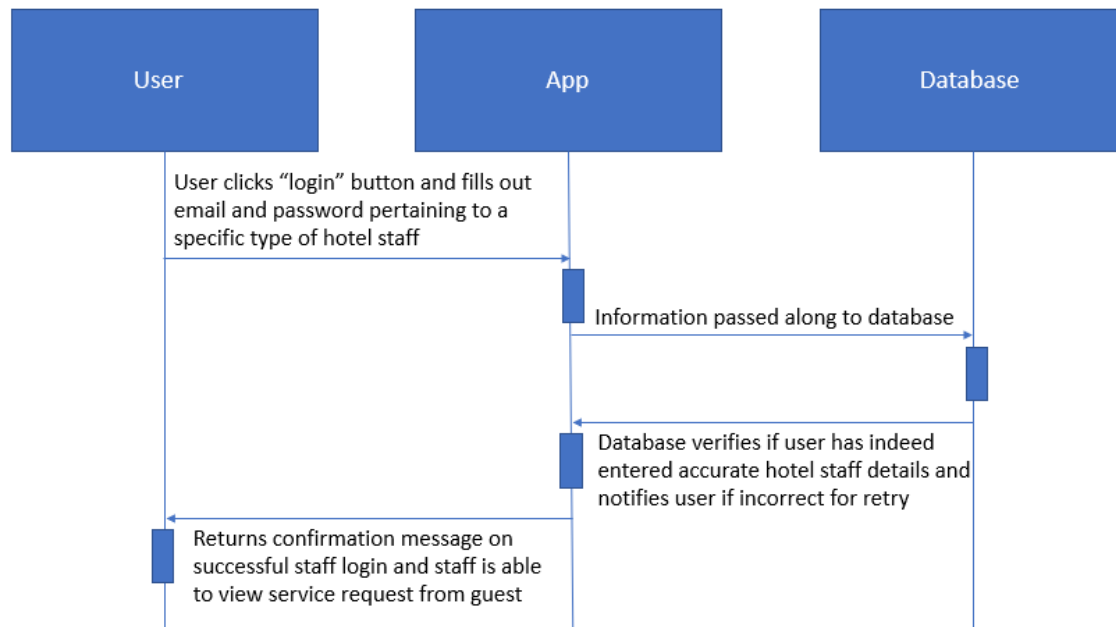 User
App
Database
User clicks “login” button and fills out
email and password pertaining to a
specific type of hotel staff
Information passed along to database
Database verifies if user has indeed
entered accurate hotel staff details and
notifies user if incorrect for retry
Returns confirmation message on
successful staff login and staff is able
to view service request from guest